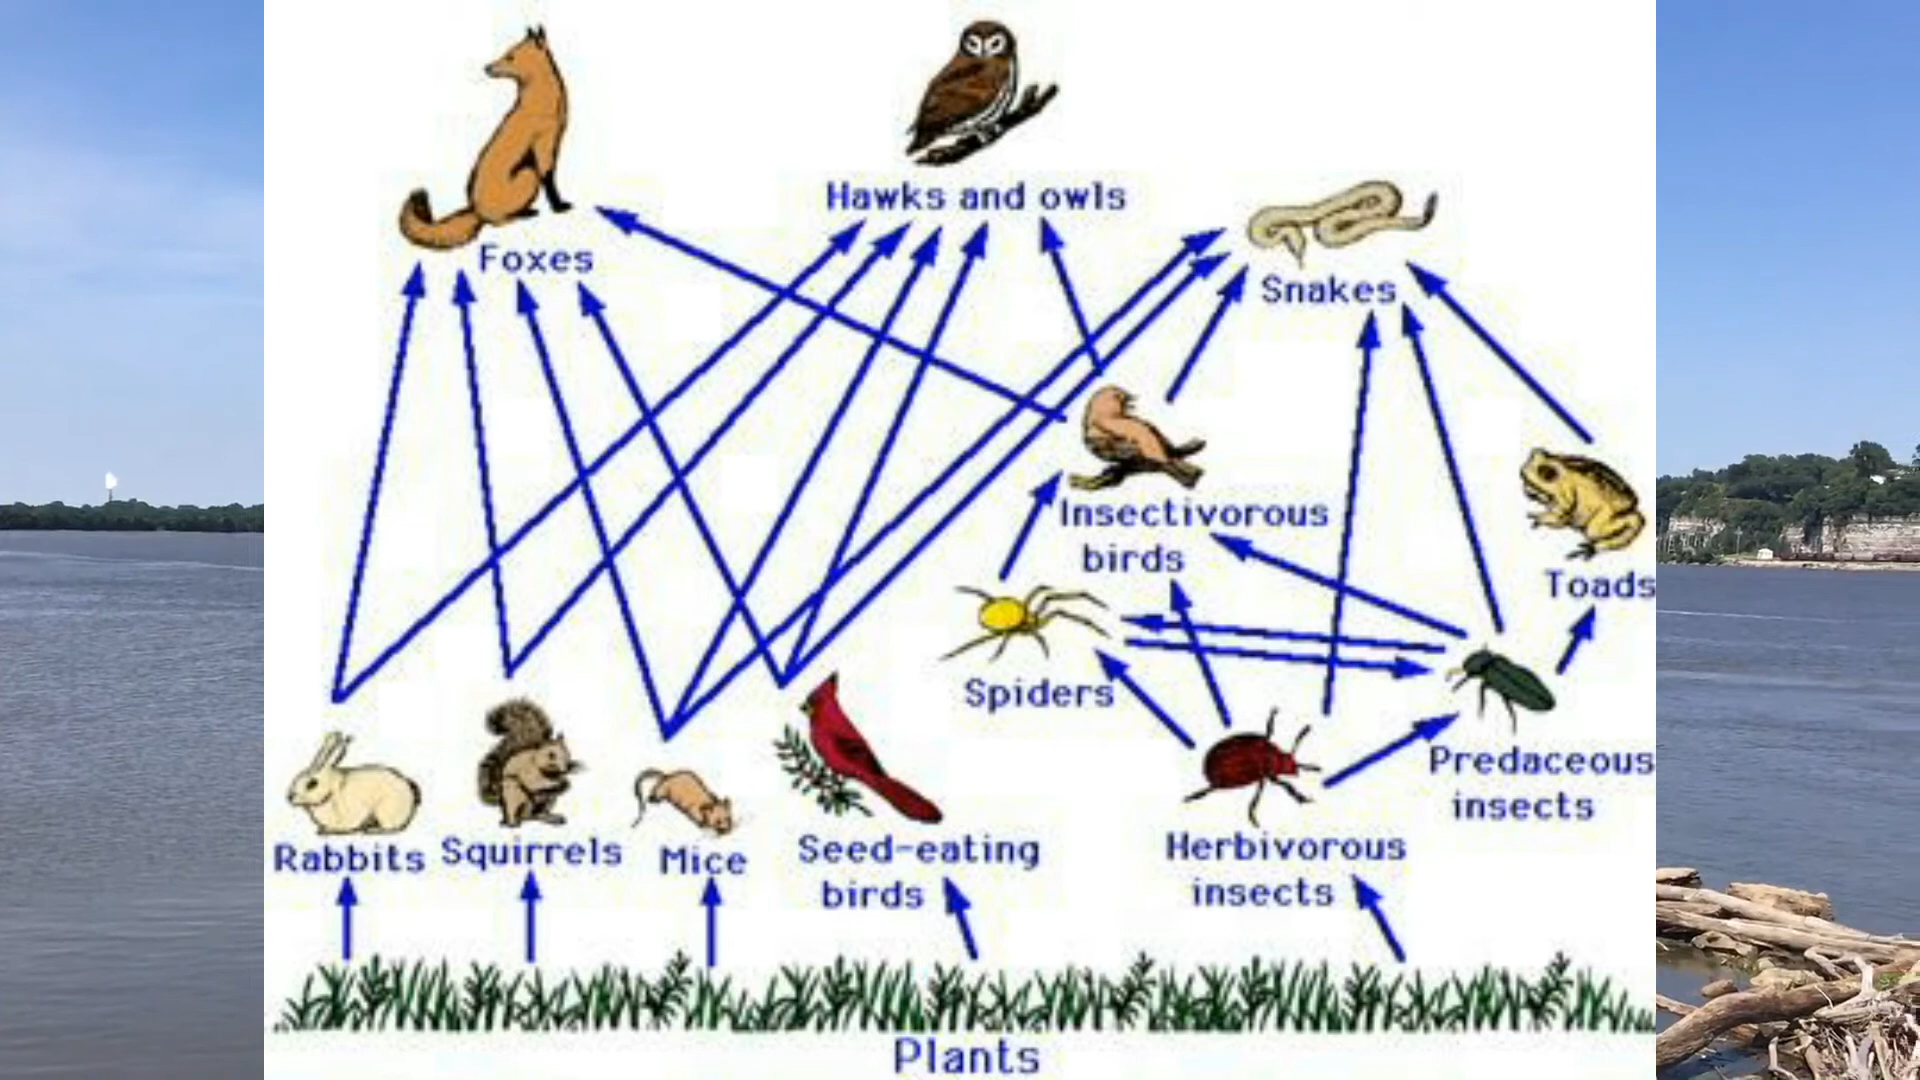 Hawks and owls
Foxes
Snakes
Insectivorous
birds
Toads
Spiders
Predaceous
insects
Rabbits
Squirrels
Mice
Seed-eating
birds
Herbivorous
insects
Plants